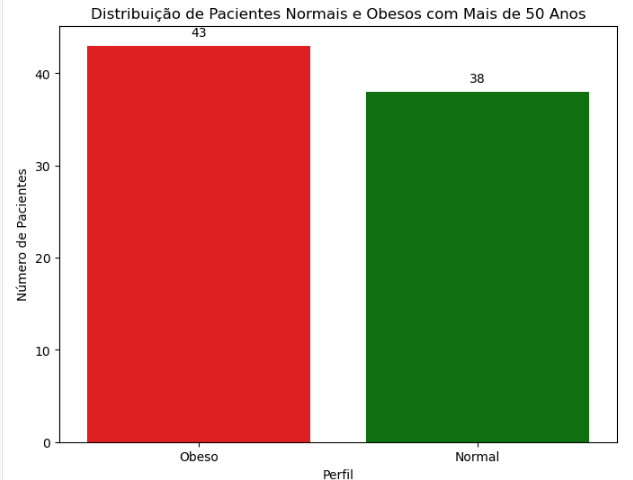 Distribuição de Pacientes Normais e Obesos com Mais de 50 Anos
43
38
40
30
20
10
0
Número de Pacientes
Obeso
Normal
Perfil